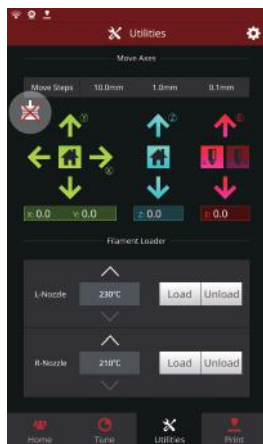 Utilities
Move Axes
Move Steps 10.0mm 1.0mm 0.1mm
Y Z E
X
X: 0.0 Y: 0.0 Z: 0.0 E: 0.0
Filament Loader
L-Nozzle 230°C Load Unload
R-Nozzle 210°C Load Unload
Home Tune Utilities Print